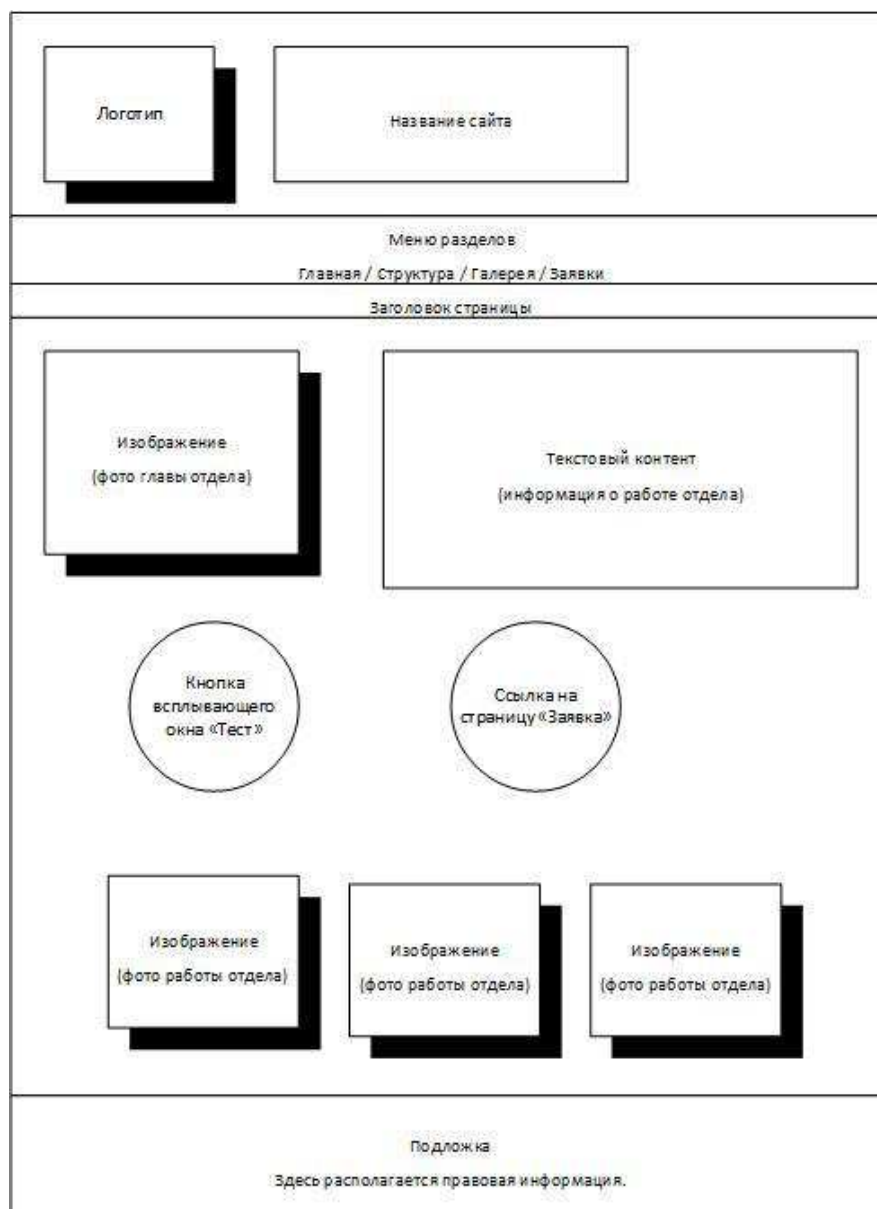 Логотип
Название сайта
Меню разделов
Главная / Структура / Галерея / Заявки
Заголовок страницы
Изображение
(фото главы отдела)
Текстовый контент
(информация о работе отдела)
Кнопка
всплывающего
окна «Тест»
Ссылка на
страницу «Заявка»
Изображение
(фото работы отдела)
Изображение
(фото работы отдела)
Изображение
(фото работы отдела)
Подложка
Здесь располагается правовая информация.